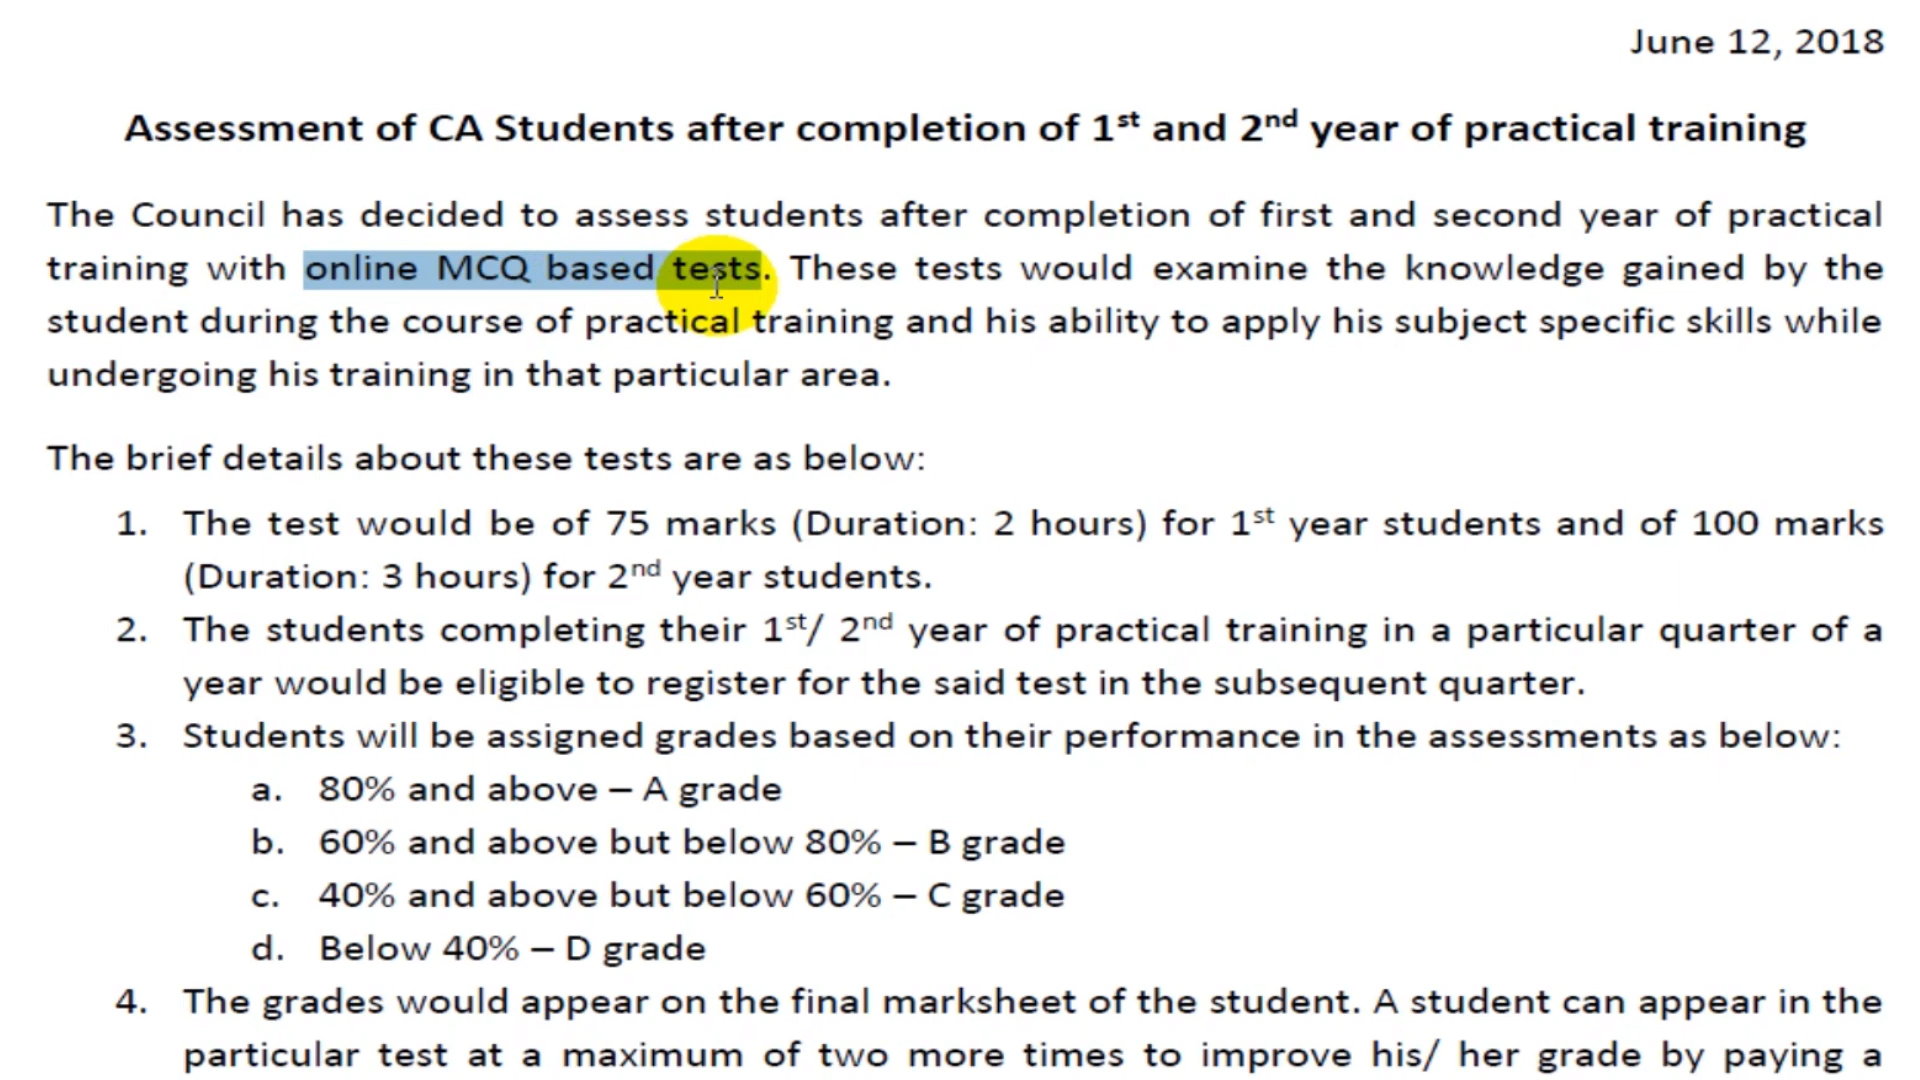 June 12, 2018
Assessment of CA Students after completion of 1st and 2nd year of practical training
The Council has decided to assess students after completion of first and second year of practical
training with online MCQ based tests. These tests would examine the knowledge gained by the
student during the course of practical training and his ability to apply his subject specific skills while
undergoing his training in that particular area.
The brief details about these tests are as below:
1. The test would be of 75 marks (Duration: 2 hours) for 1st year students and of 100 marks
(Duration: 3 hours) for 2nd year students.
2. The students completing their 1st/ 2nd year of practical training in a particular quarter of a
year would be eligible to register for the said test in the subsequent quarter.
3. Students will be assigned grades based on their performance in the assessments as below:
a. 80% and above – A grade
b. 60% and above but below 80% – B grade
c. 40% and above but below 60% – C grade
d. Below 40% – D grade
4. The grades would appear on the final marksheet of the student. A student can appear in the
particular test at a maximum of two more times to improve his/ her grade by paying a